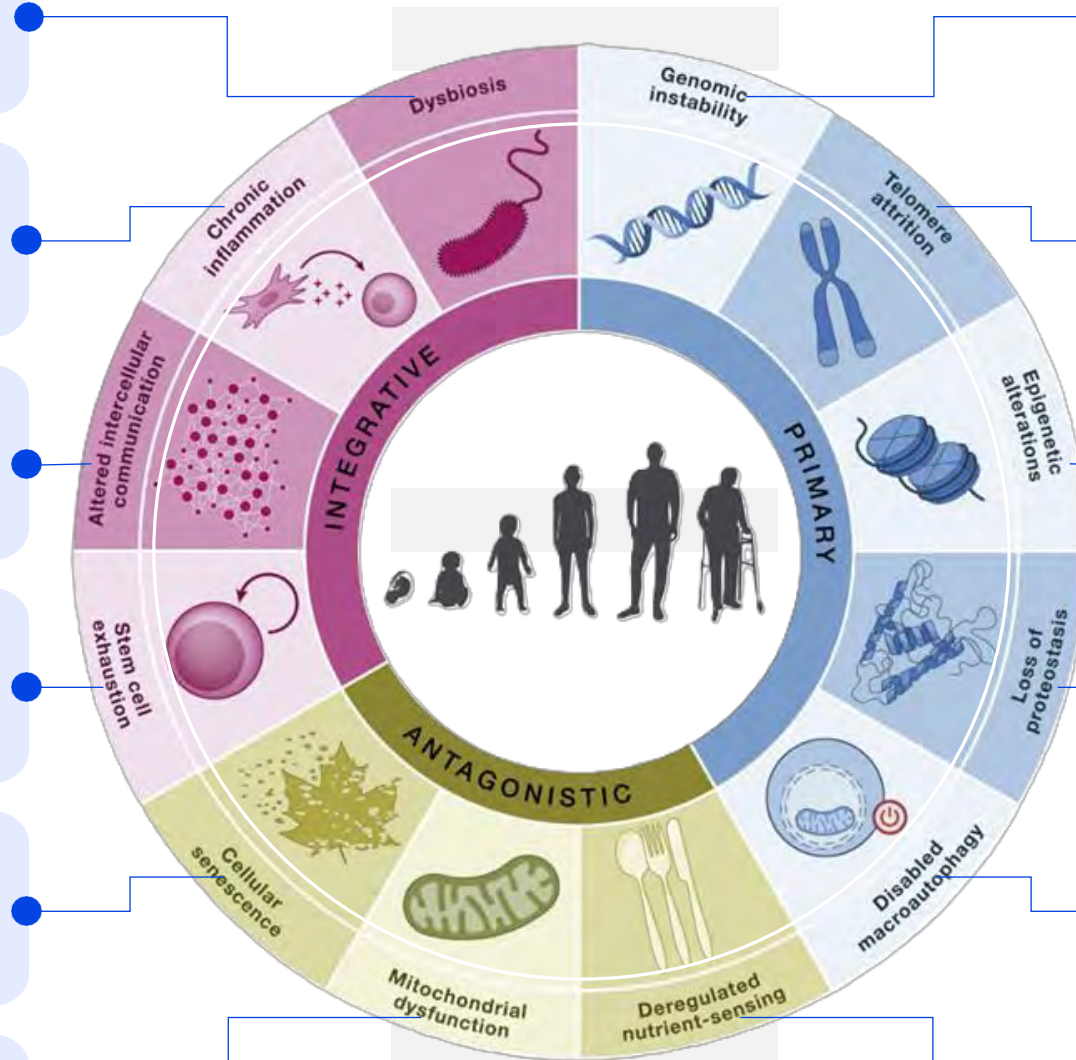 Dysbiosis
Genomic
instability
Telomere
attrition
Epigenetic
alterations
Loss of
proteostasis
Disabled
macroautophagy
Deregulated
nutrient-sensing
Mitochondrial
dysfunction
Cellular
senescence
Stem cell
exhaustion
Altered intercellular
communication
Chronic
inflammation
INTEGRATIVE
PRIMARY
ANTAGONISTIC